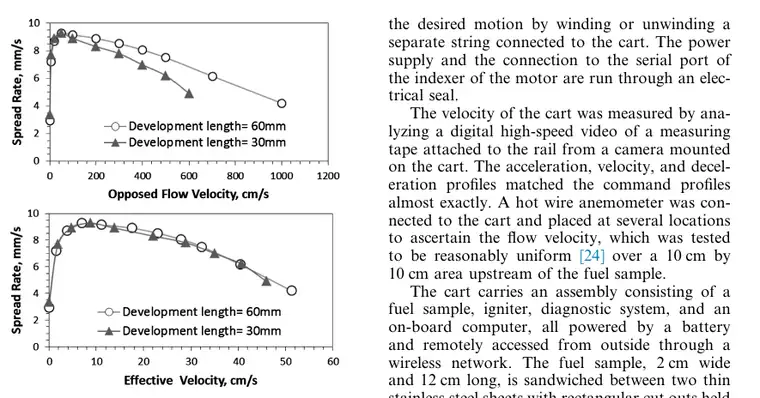 10
8
6
4
2
0
Spread Rate, mm/s
Development length= 60mm
Development length= 30mm
0 200 400 600 800 1000 1200
Opposed Flow Velocity, cm/s
10
8
6
4
2
0
Spread Rate, mm/s
Development length= 60mm
Development length= 30mm
0 10 20 30 40 50 60
Effective Velocity, cm/s
the desired motion by winding or unwinding a
separate string connected to the cart. The power
supply and the connection to the serial port of
the indexer of the motor are run through an elec-
trical seal.
The velocity of the cart was measured by ana-
lyzing a digital high-speed video of a measuring
tape attached to the rail from a camera mounted
on the cart. The acceleration, velocity, and decel-
eration profiles matched the command profiles
almost exactly. A hot wire anemometer was con-
nected to the cart and placed at several locations
to ascertain the flow velocity, which was tested
to be reasonably uniform [24] over a 10 cm by
10 cm area upstream of the fuel sample.
The cart carries an assembly consisting of a
fuel sample, igniter, diagnostic system, and an
on-board computer, all powered by a battery
and remotely accessed from outside through a
wireless network. The fuel sample, 2 cm wide
and 12 cm long, is sandwiched between two thin
stainless steel sheets with rectangular cut outs held